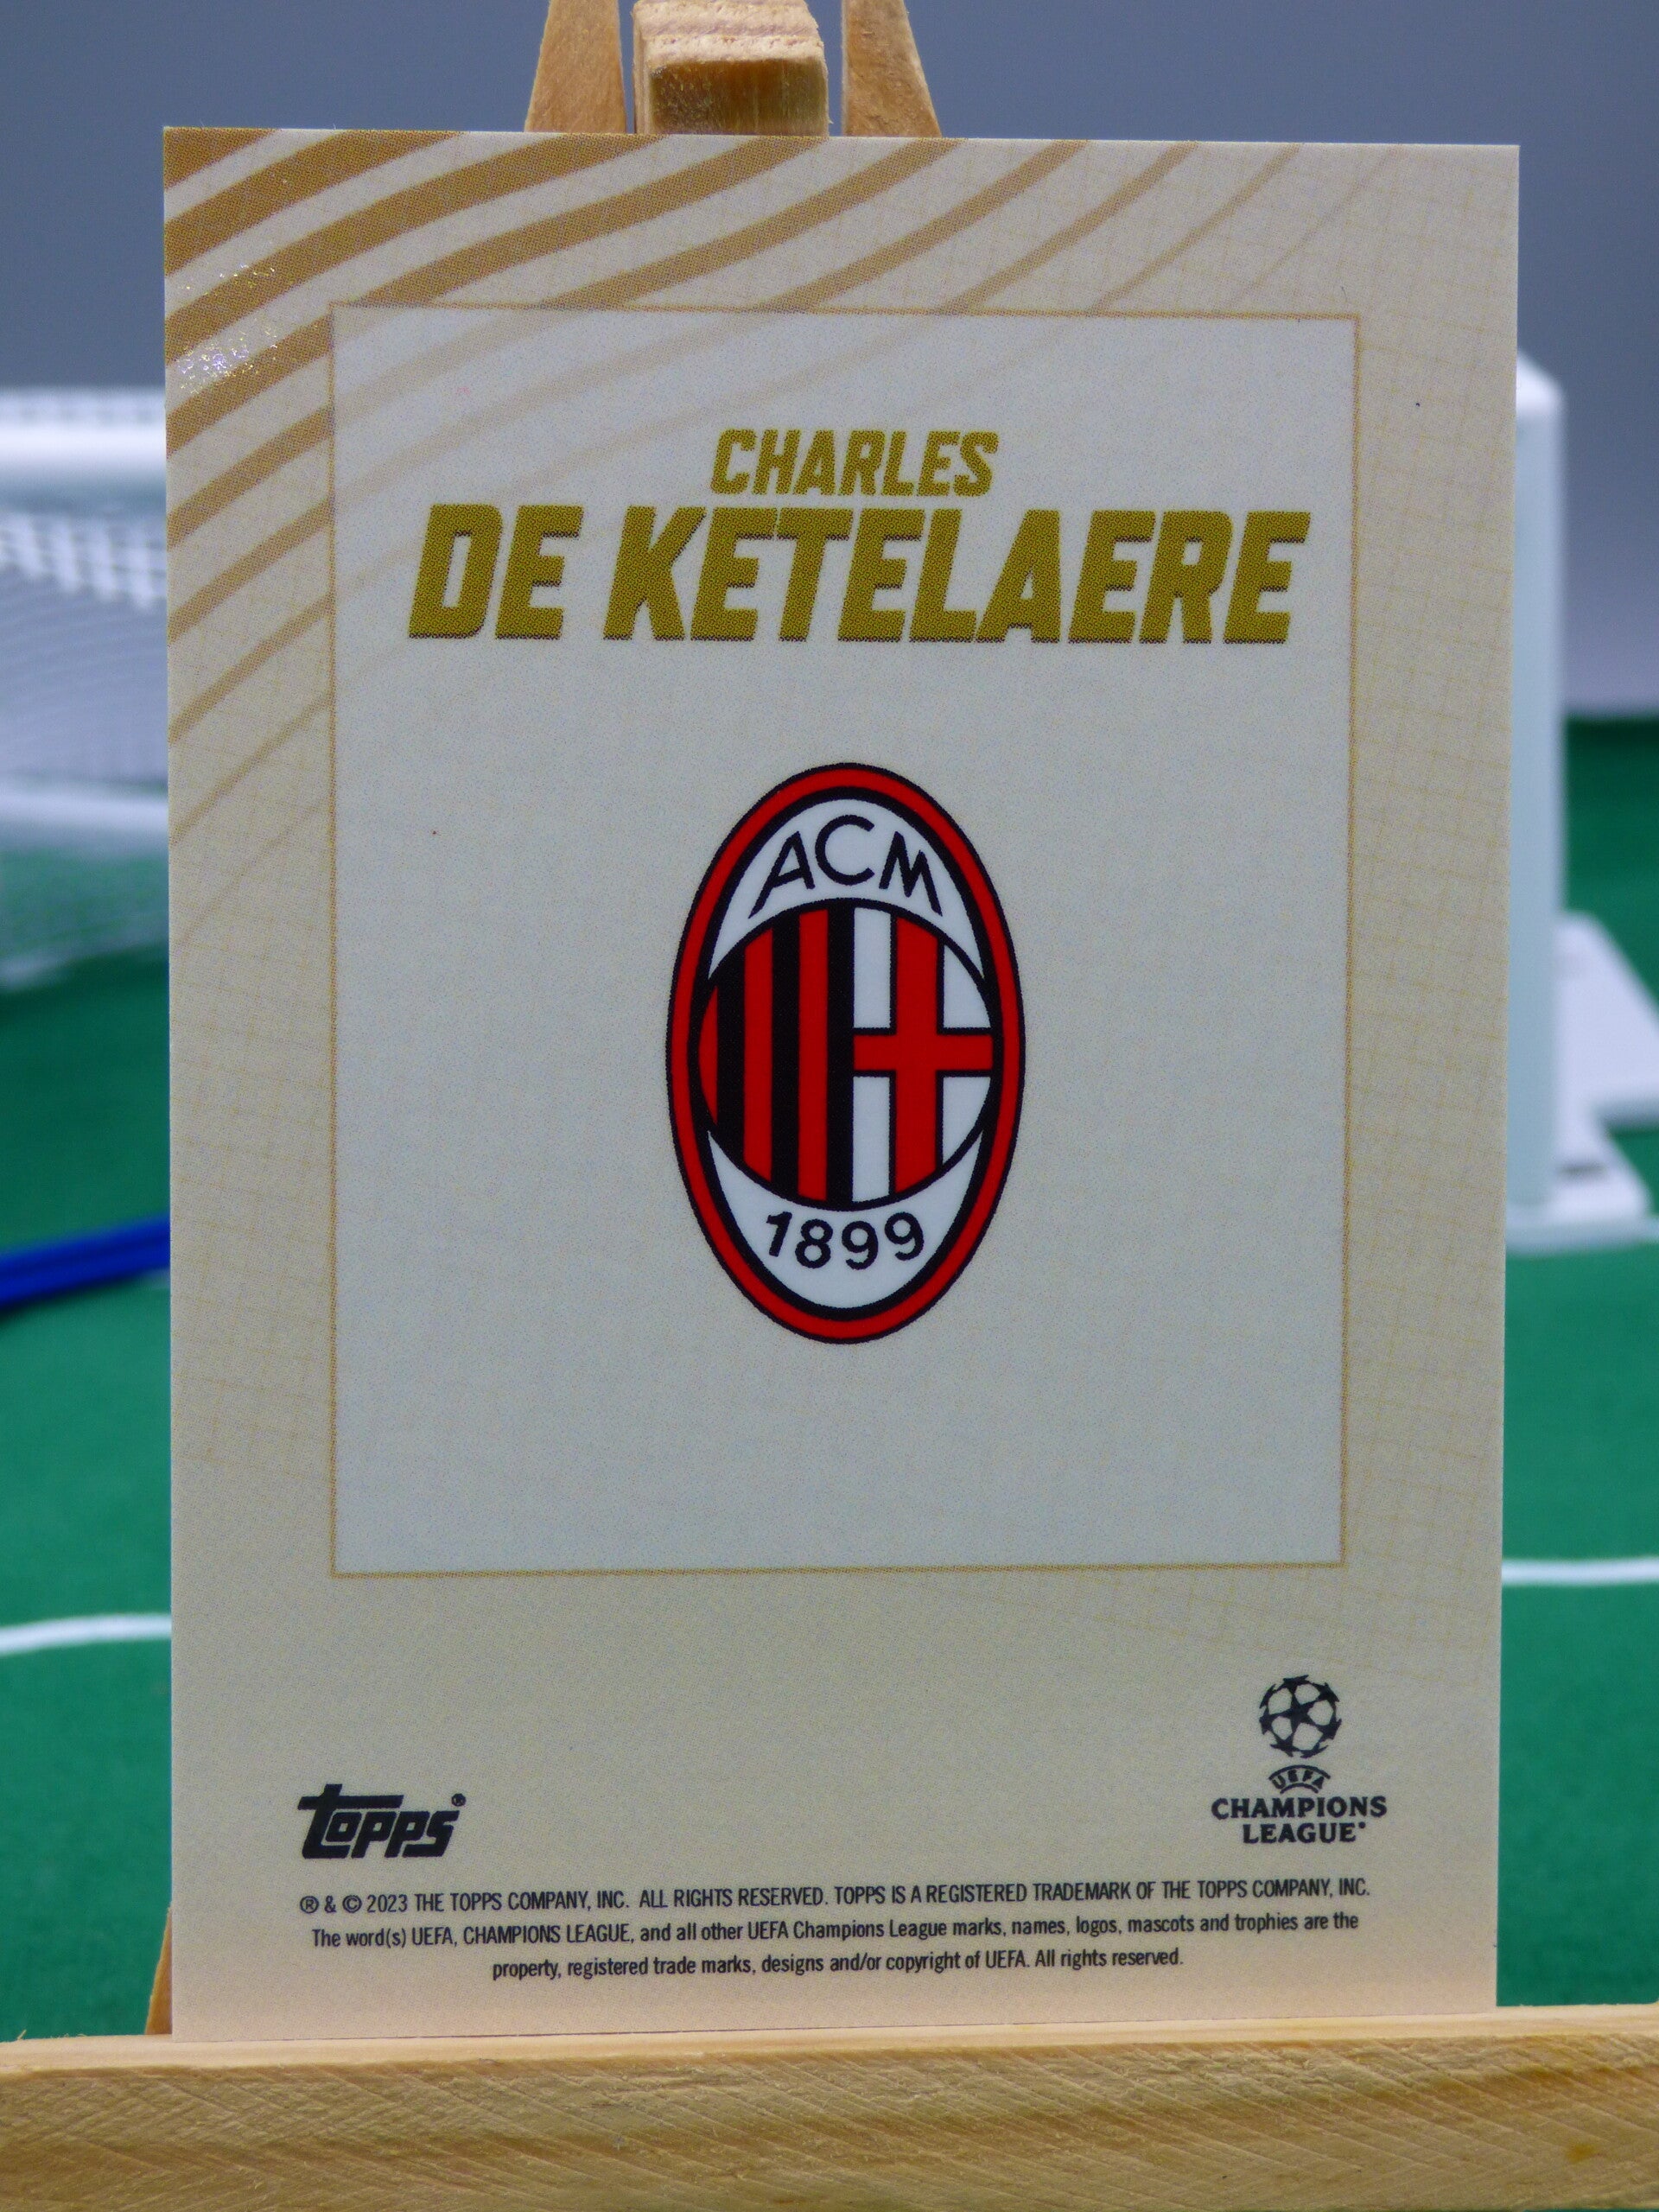 CHARLES
DE KETELAERE
ACM
1899
UEFA
CHAMPIONS
LEAGUE®
Topps®
® & © 2023 THE TOPPS COMPANY, INC. ALL RIGHTS RESERVED. TOPPS IS A REGISTERED TRADEMARK OF THE TOPPS COMPANY, INC.
The word(s) UEFA, CHAMPIONS LEAGUE, and all other UEFA Champions League marks, names, logos, mascots and trophies are the
property, registered trade marks, designs and/or copyright of UEFA. All rights reserved.